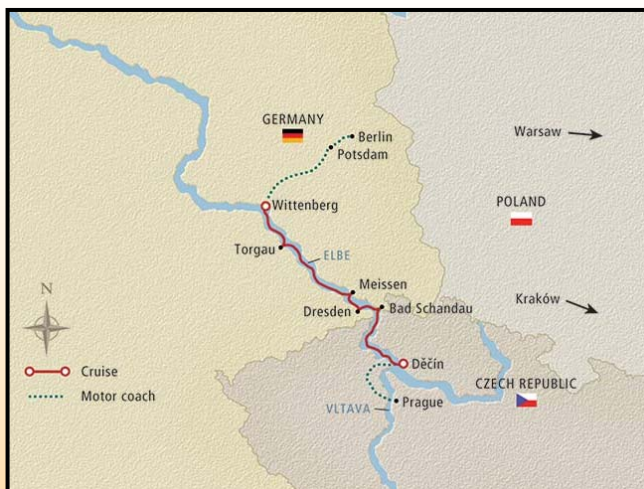 GERMANY
Berlin
Potsdam
Warsaw
POLAND
Wittenberg
Torgau
ELBE
Meissen
Dresden
Bad Schandau
Kraków
N
Cruise
Motor coach
Děčín
CZECH REPUBLIC
VLTAVA
Prague